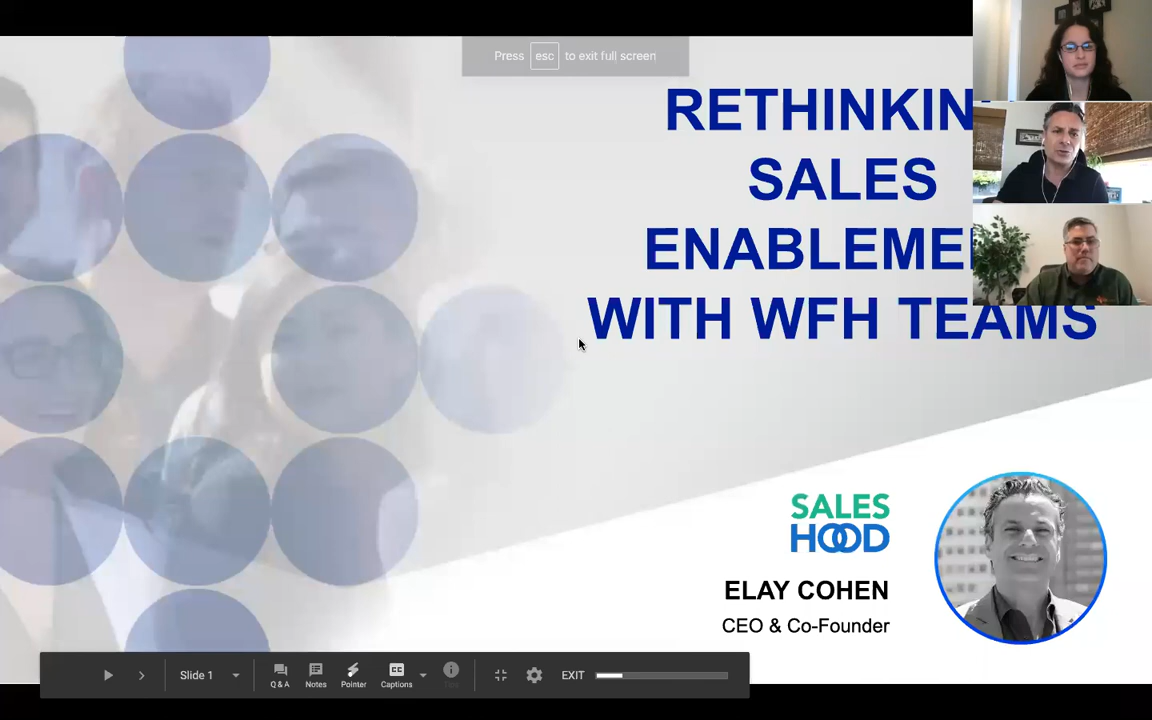 Press esc to exit full screen
RETHINKIN
SALES
ENABLEME
WITH WFH TEAMS
SALES
HOOD
ELAY COHEN
CEO & Co-Founder
Slide 1
Q & A
Notes
Pointer
Captions
CC
EXIT